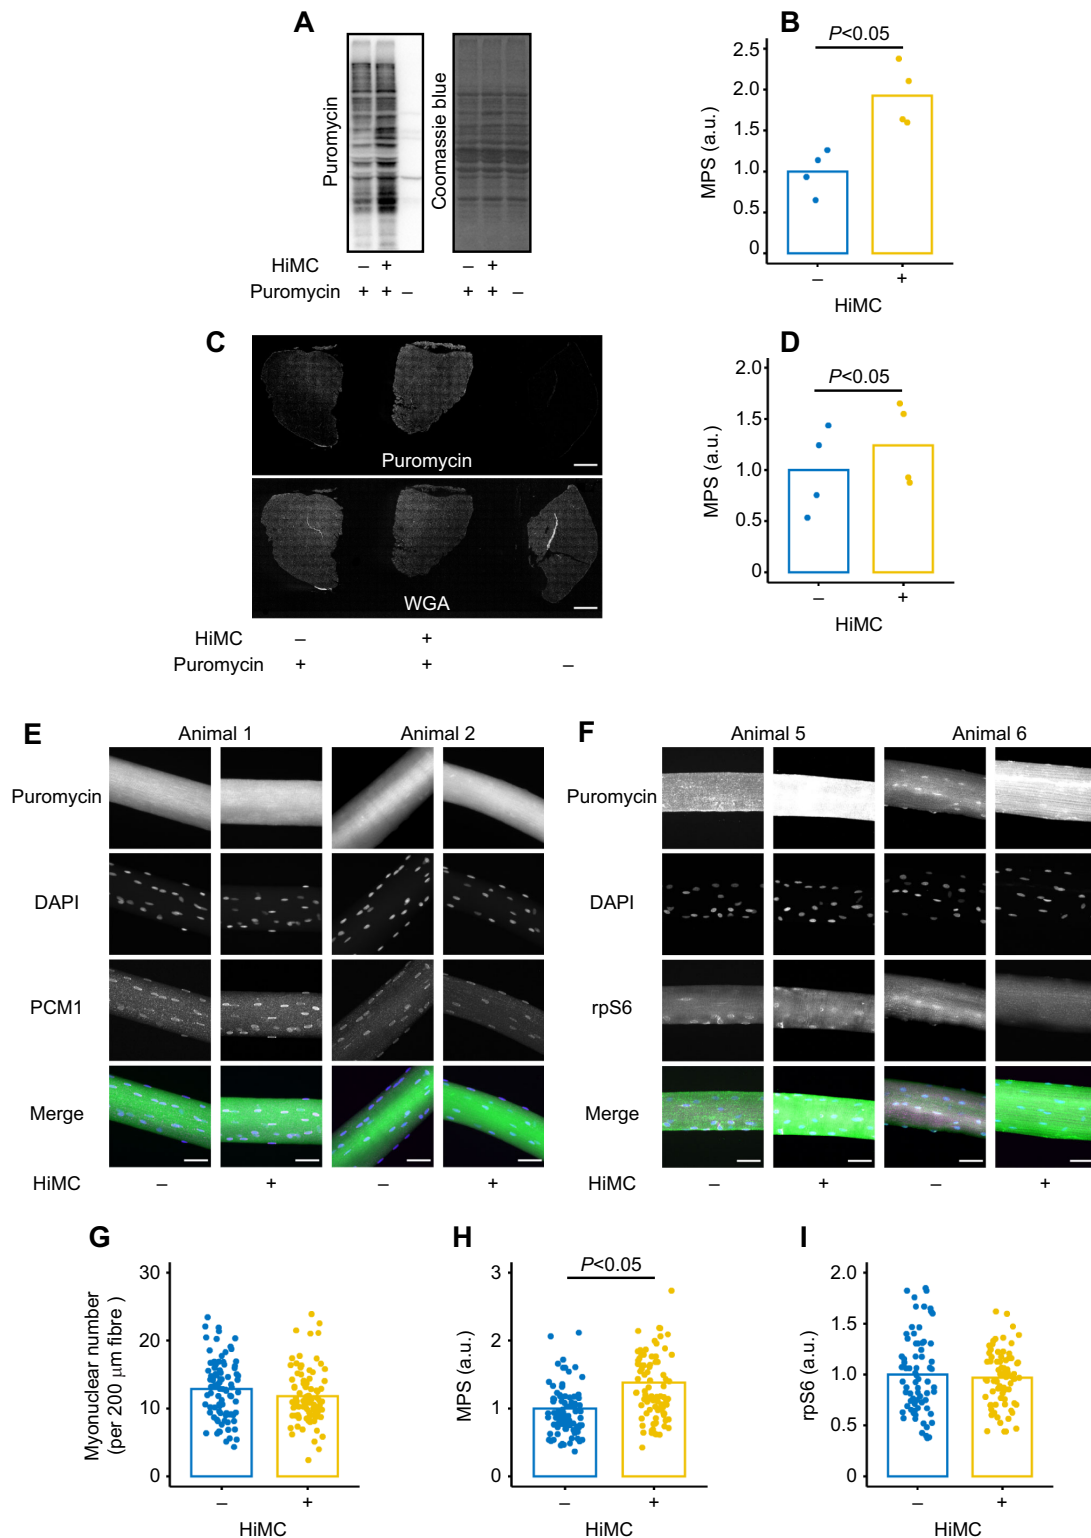 A
Puromycin
Coomassie blue
HiMC – + – +
Puromycin + + – + + –
B
P<0.05
MPS (a.u.)
2.5
2.0
1.5
1.0
0.5
0
– +
HiMC
C
Puromycin
WGA
HiMC – +
Puromycin + + –
D
P<0.05
MPS (a.u.)
2.0
1.5
1.0
0.5
0
– +
HiMC
E
Animal 1 Animal 2
Puromycin
DAPI
PCM1
Merge
HiMC – + – +
F
Animal 5 Animal 6
Puromycin
DAPI
rpS6
Merge
HiMC – + – +
G
Myonuclear number
(per 200 μm fibre )
30
20
10
0
– +
HiMC
H
P<0.05
MPS (a.u.)
3
2
1
0
– +
HiMC
I
rpS6 (a.u.)
2.0
1.5
1.0
0.5
0
– +
HiMC